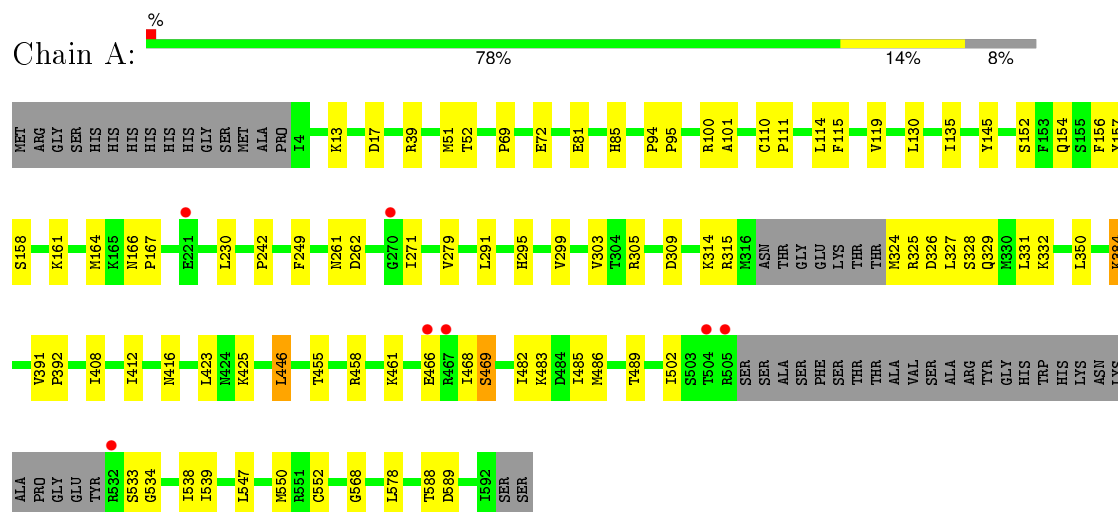 %
Chain A:
78% 14% 8%
MET ARG GLY SER HIS HIS HIS HIS HIS HIS GLY SER MET ALA PRO I4 K13 D17 R39 M51 T52 P69 E72 E81 H85 P94 P95 R100 A101 C110 P111 L114 F115 V119 L130 I135 Y145 S152 F153 Q154 S155 F156 Y157
S158 K161 M164 K165 N166 P167 E221 L230 P242 F249 N261 D262 G270 I271 V279 L291 H295 V299 V303 T304 R305 D309 K314 R315 M316 ASN THR GLY GLU LYS THR THR M324 R325 D326 L327 S328 Q329 M330 L331 K332 L350 K384
V391 P392 I408 I412 N416 L423 N424 K425 L446 T455 R458 K461 E466 R467 I468 S469 I482 K483 D484 I485 M486 T489 I502 S503 T504 R505 SER SER ALA SER PHE SER THR THR ALA VAL SER ALA ARG TYR GLY HIS TRP HIS LYS ASN LYS
ALA PRO GLY GLU TYR R532 S533 G534 I538 I539 L547 M550 R551 C552 G568 L578 T588 D589 I592 SER SER